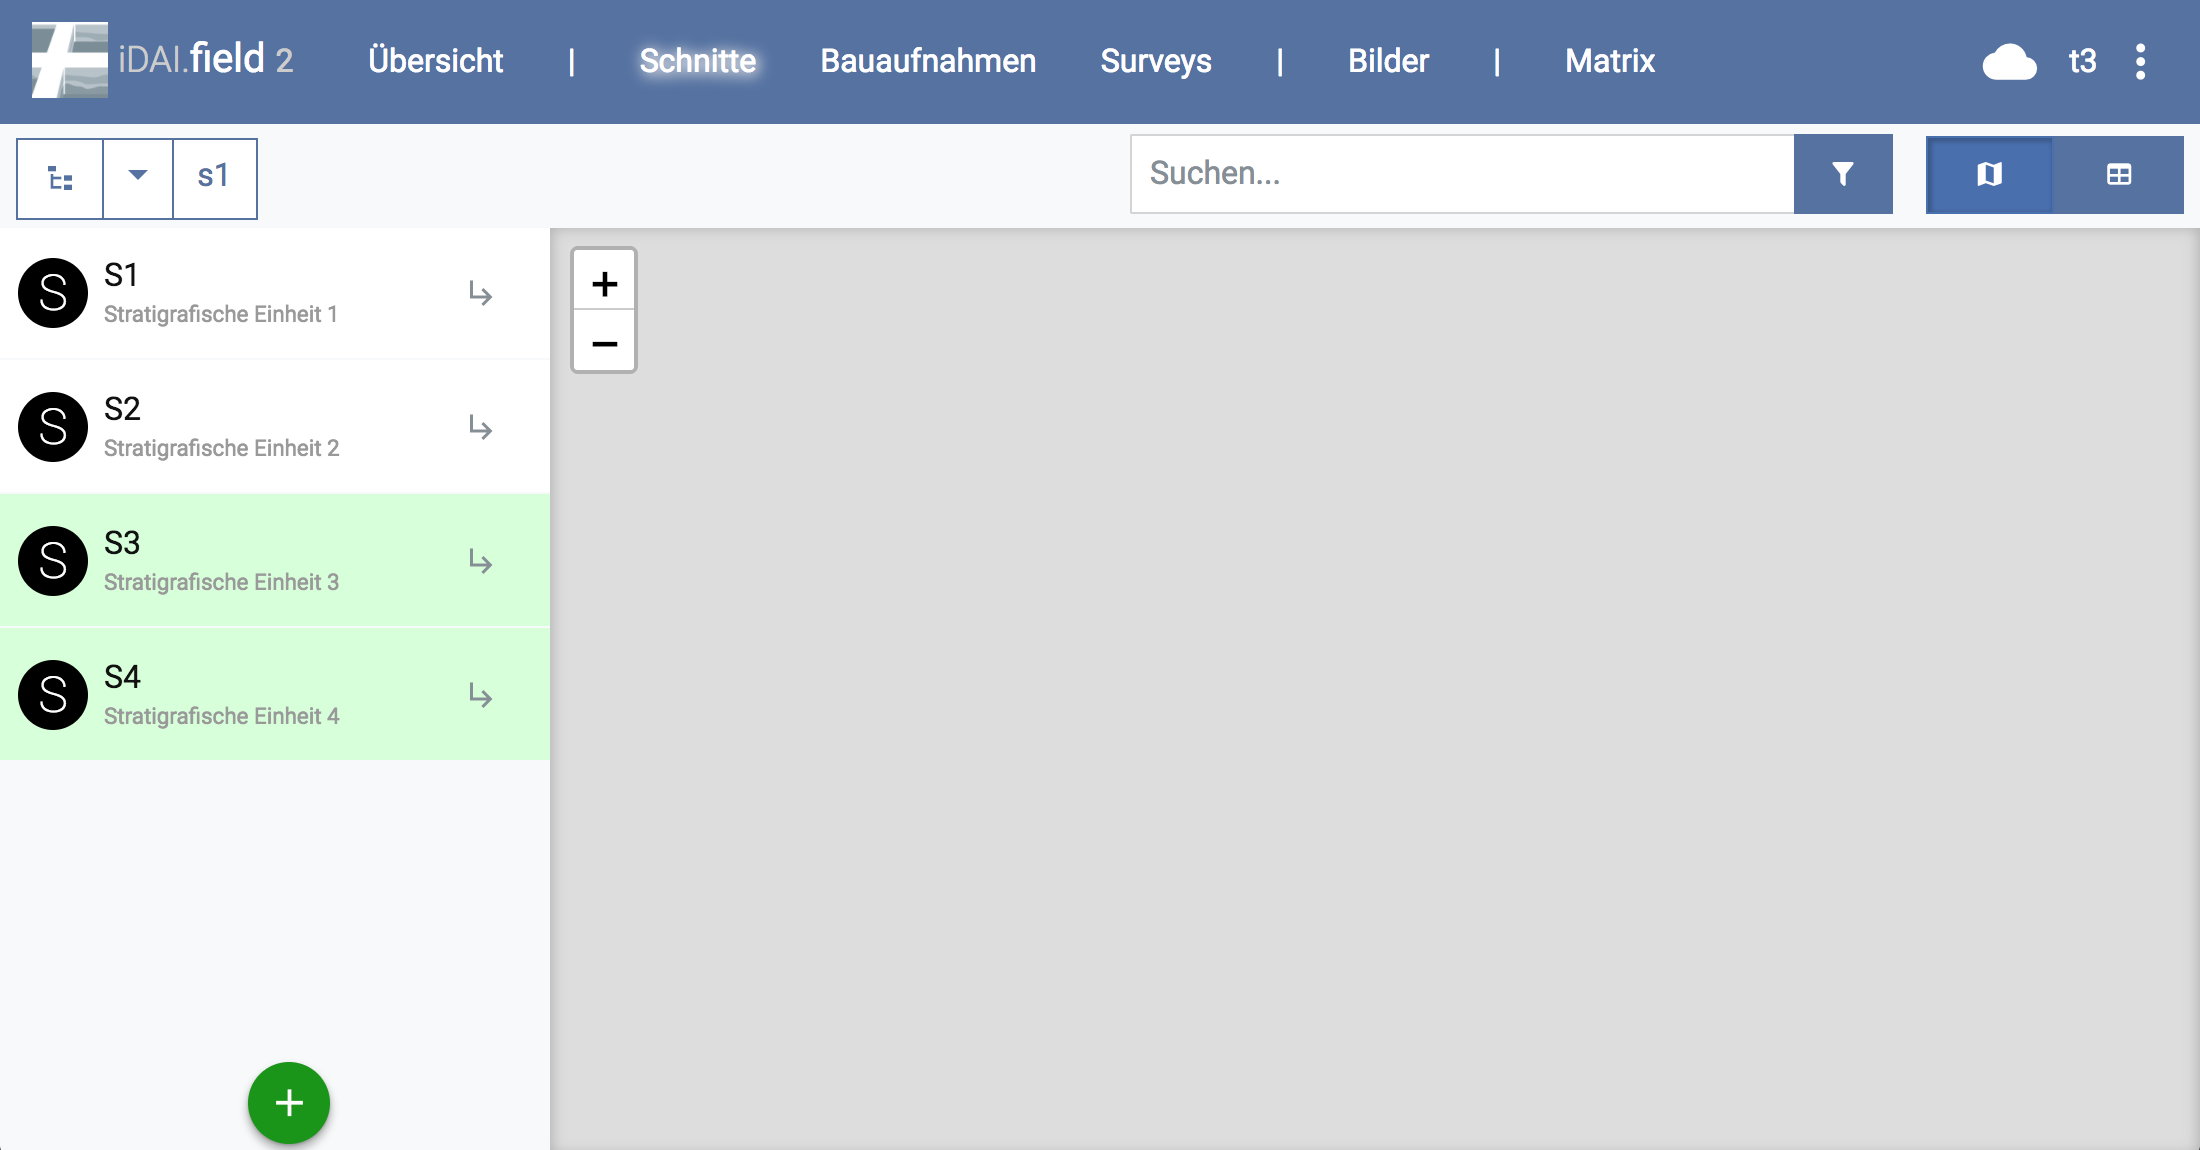 iDAI.field 2 Übersicht | Schnitte Bauaufnahmen Surveys | Bilder | Matrix t3
s1 Suchen...
S S1
Stratigrafische Einheit 1
S S2
Stratigrafische Einheit 2
S S3
Stratigrafische Einheit 3
S S4
Stratigrafische Einheit 4
+
−
+